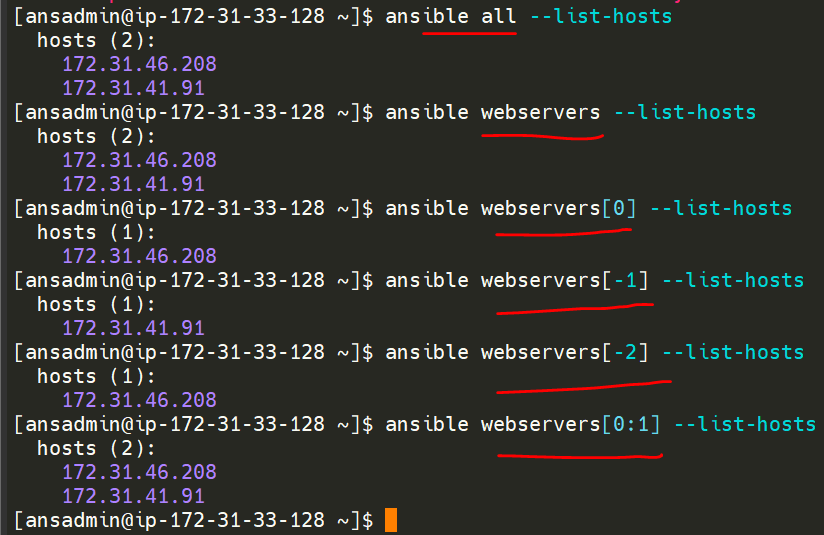 [ansadmin@ip-172-31-33-128 ~]$ ansible all --list-hosts
  hosts (2):
    172.31.46.208
    172.31.41.91
[ansadmin@ip-172-31-33-128 ~]$ ansible webservers --list-hosts
  hosts (2):
    172.31.46.208
    172.31.41.91
[ansadmin@ip-172-31-33-128 ~]$ ansible webservers[0] --list-hosts
  hosts (1):
    172.31.46.208
[ansadmin@ip-172-31-33-128 ~]$ ansible webservers[-1] --list-hosts
  hosts (1):
    172.31.41.91
[ansadmin@ip-172-31-33-128 ~]$ ansible webservers[-2] --list-hosts
  hosts (1):
    172.31.46.208
[ansadmin@ip-172-31-33-128 ~]$ ansible webservers[0:1] --list-hosts
  hosts (2):
    172.31.46.208
    172.31.41.91
[ansadmin@ip-172-31-33-128 ~]$